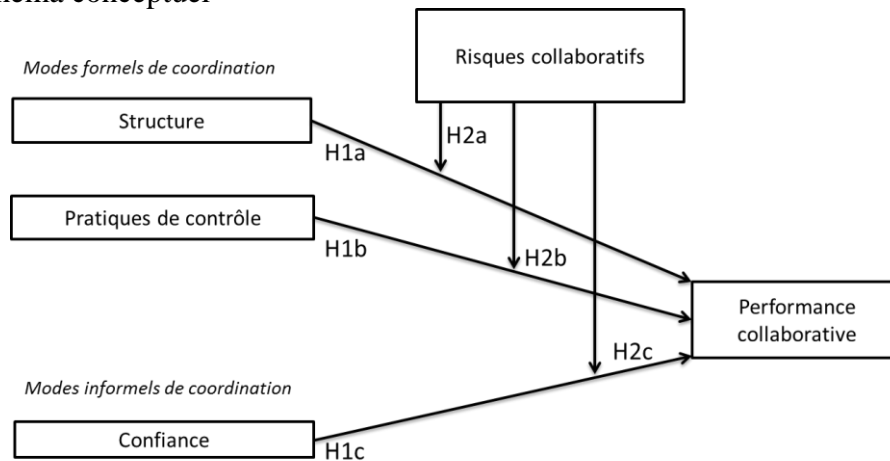 conceptuel
Risques collaboratifs
Modes formels de coordination
Structure
H1a
H2a
Pratiques de contrôle
H1b
H2b
Performance
collaborative
H2c
Modes informels de coordination
Confiance
H1c